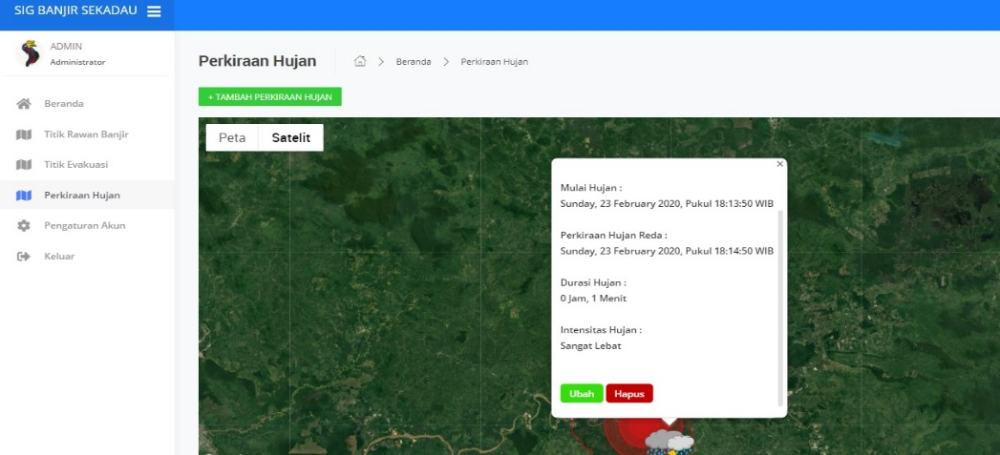 SIG BANJIR SEKADAU
ADMIN
Administrator
Beranda
Titik Rawan Banjir
Titik Evakuasi
Perkiraan Hujan
Pengaturan Akun
Keluar
Perkiraan Hujan
> Beranda > Perkiraan Hujan
+ TAMBAH PERKIRAAN HUJAN
Peta Satelit
×
Mulai Hujan :
Sunday, 23 February 2020, Pukul 18:13:50 WIB
Perkiraan Hujan Reda :
Sunday, 23 February 2020, Pukul 18:14:50 WIB
Durasi Hujan :
0 Jam, 1 Menit
Intensitas Hujan :
Sangat Lebat
Ubah Hapus